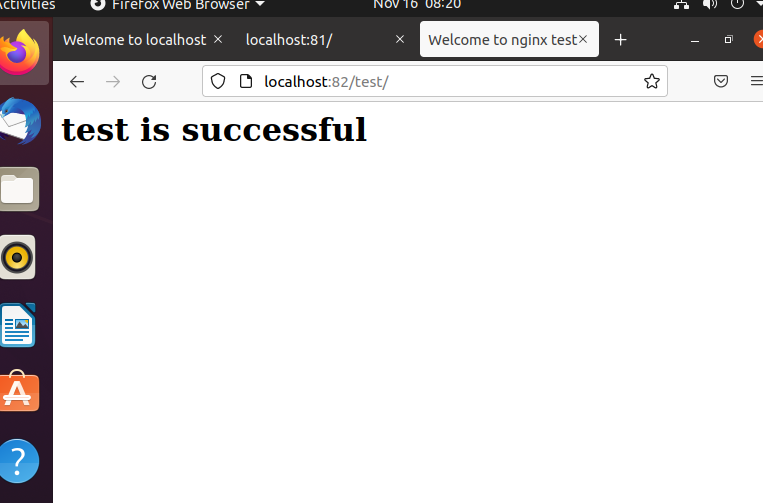 Activities Firefox Web Browser Nov 16 08:20
Welcome to localhost localhost:81/ Welcome to nginx test
localhost:82/test/
test is successful